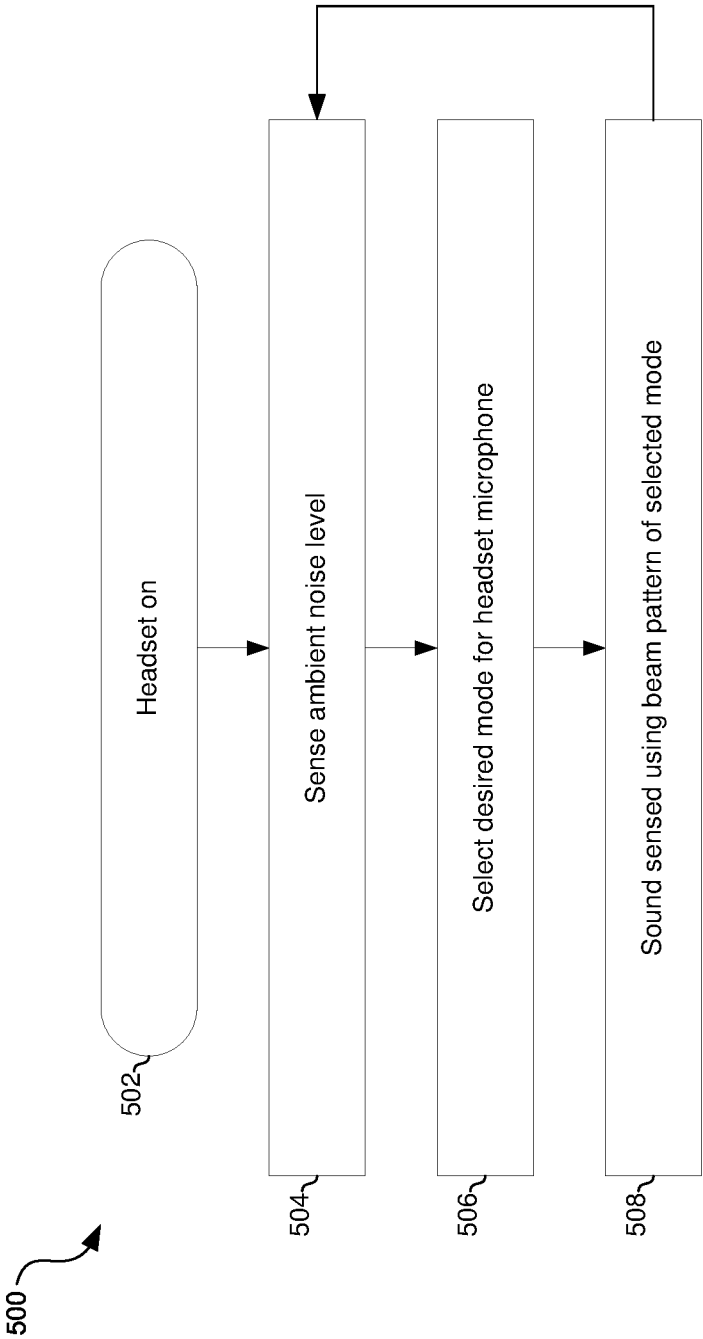 500
502
Headset on
504
Sense ambient noise level
506
Select desired mode for headset microphone
508
Sound sensed using beam pattern of selected mode